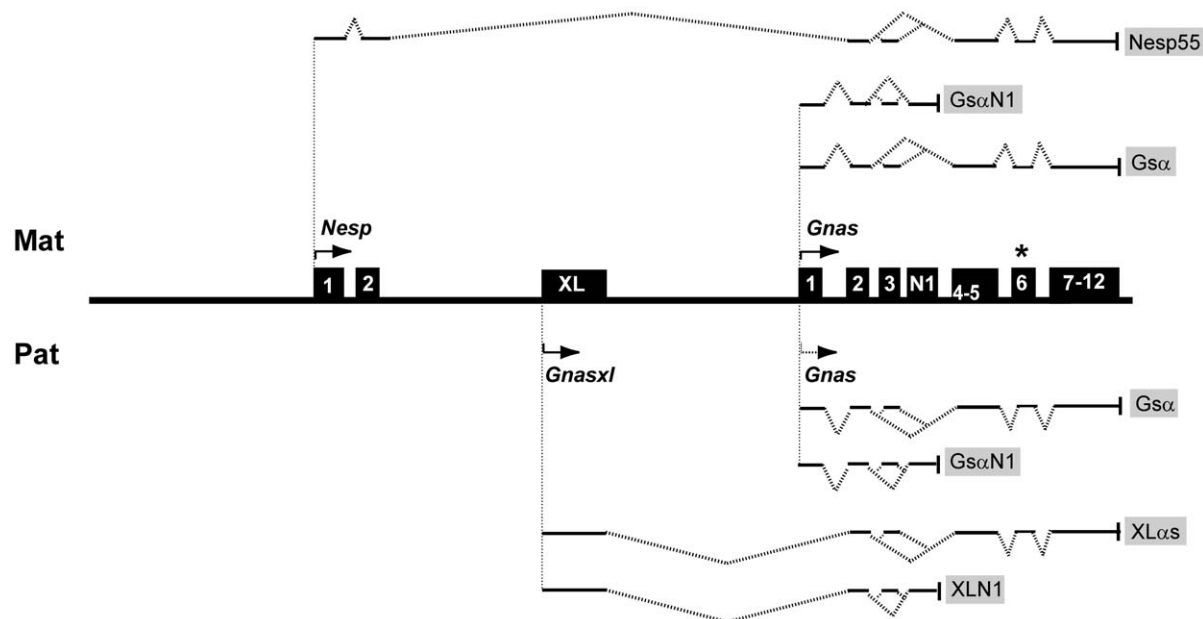 Nesp55
GsαN1
Gsα
Mat
Nesp
Gnas
*
1 2 XL 1 2 3 N1 4-5 6 7-12
Pat
Gnasxl
Gnas
Gsα
GsαN1
XLαs
XLN1